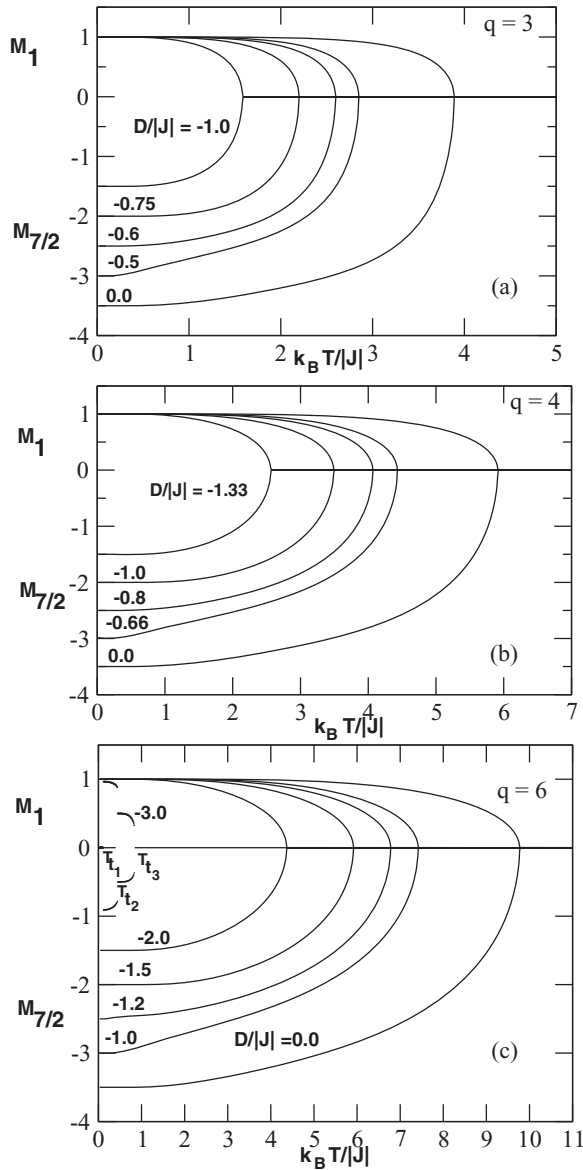 M1
q = 3
1
0
D/|J| = -1.0
-1
-0.75
-2
M7/2
-0.6
-0.5
-3
0.0
(a)
-4
0 1 2 3 4 5
kB T/|J|
q = 4
M1
1
0
D/|J| = -1.33
-1
-1.0
-2
M7/2
-0.8
-0.66
-3
0.0
(b)
-4
0 1 2 3 4 5 6 7
kB T/|J|
q = 6
M1
1
-3.0
0
Tt1 Tt3
Tt2
-1
-2.0
-1.5
-2
M7/2
-1.2
-1.0
D/|J| =0.0
-3
(c)
-4
0 1 2 3 4 5 6 7 8 9 10 11
kB T/|J|